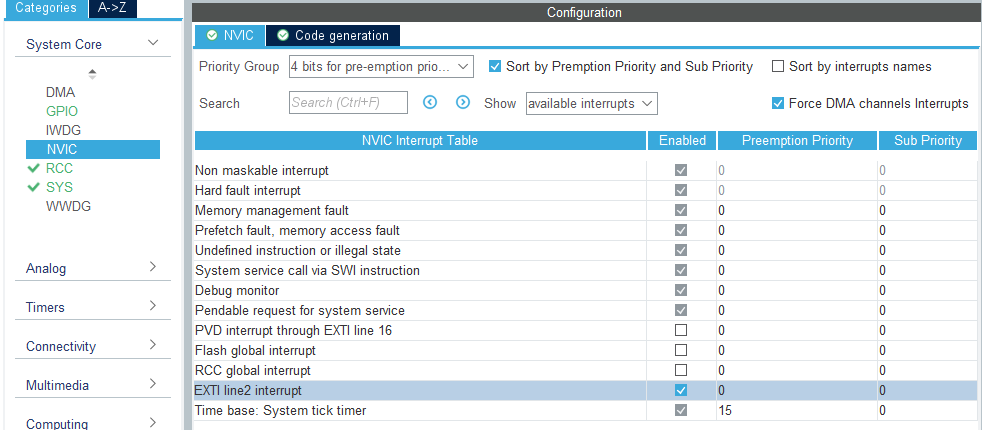 Categories A->Z
System Core
DMA
GPIO
IWDG
NVIC
RCC
SYS
WWDG
Analog
Timers
Connectivity
Multimedia
Computing
Configuration
NVIC Code generation
Priority Group 4 bits for pre-emption prio... Sort by Premption Priority and Sub Priority Sort by interrupts names
Search Search (Ctrl+F) Show available interrupts Force DMA channels Interrupts
NVIC Interrupt Table Enabled Preemption Priority Sub Priority
Non maskable interrupt 0 0
Hard fault interrupt 0 0
Memory management fault 0 0
Prefetch fault, memory access fault 0 0
Undefined instruction or illegal state 0 0
System service call via SWI instruction 0 0
Debug monitor 0 0
Pendable request for system service 0 0
PVD interrupt through EXTI line 16 0 0
Flash global interrupt 0 0
RCC global interrupt 0 0
EXTI line2 interrupt 0 0
Time base: System tick timer 15 0